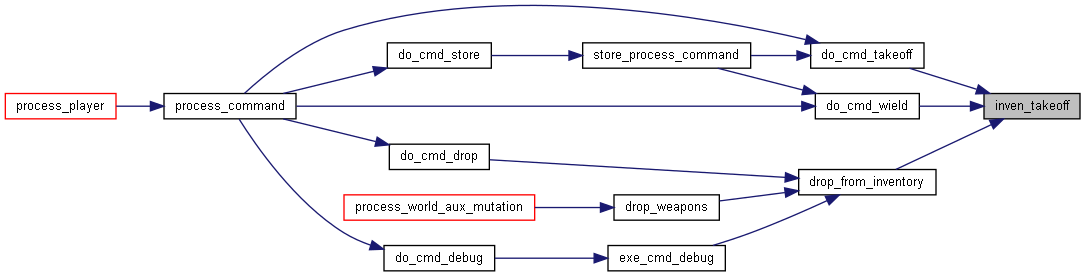 do_cmd_store
store_process_command
do_cmd_takeoff
process_player
process_command
do_cmd_wield
inven_takeoff
do_cmd_drop
drop_from_inventory
process_world_aux_mutation
drop_weapons
do_cmd_debug
exe_cmd_debug